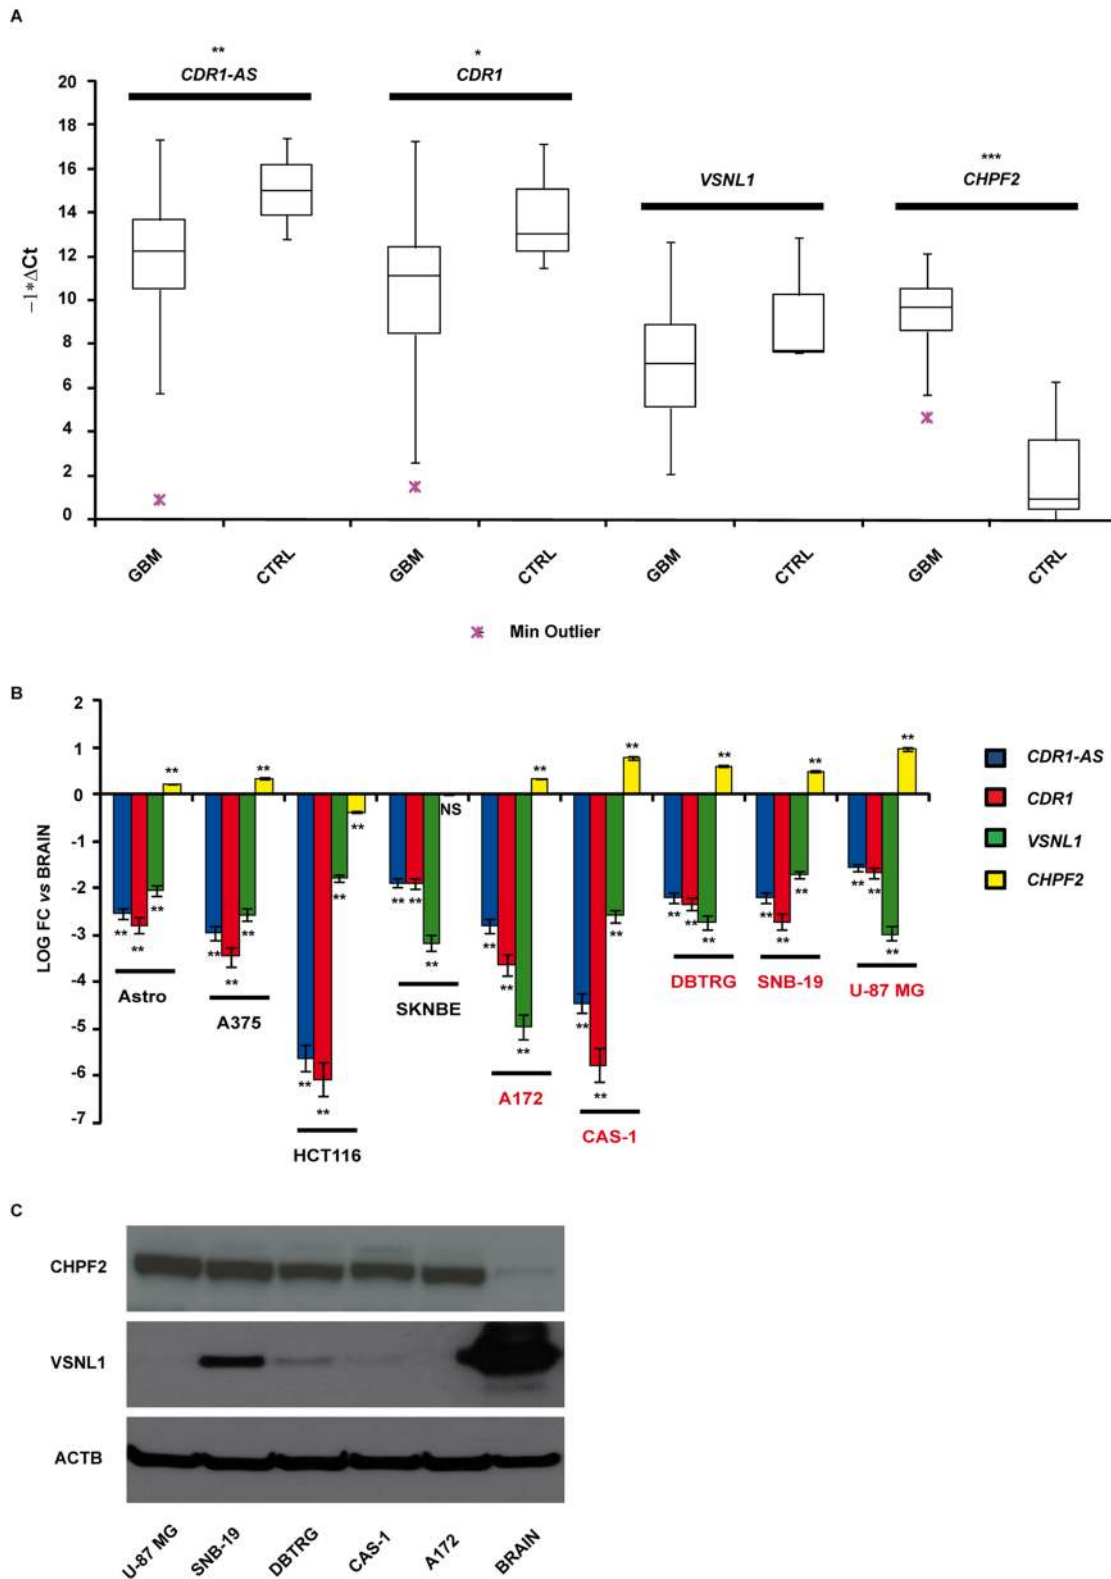 A
** * ***
CDR1-AS CDR1 VSNL1 CHPF2
20
18
16
14
12
10
8
6
4
2
0
–1*ΔCt
GBM CTRL GBM CTRL GBM CTRL GBM CTRL
Min Outlier
B
2
1
0
-1
-2
-3
-4
-5
-6
-7
LOG FC vs BRAIN
** ** ** **
** ** ** **
** ** ** **
** ** ** NS
** ** ** **
** ** ** **
** ** ** **
** ** ** **
** ** ** **
Astro
A375
HCT116
SKNBE
A172
CAS-1
DBTRG
SNB-19
U-87 MG
CDR1-AS
CDR1
VSNL1
CHPF2
C
CHPF2
VSNL1
ACTB
U-87 MG SNB-19 DBTRG CAS-1 A172 BRAIN